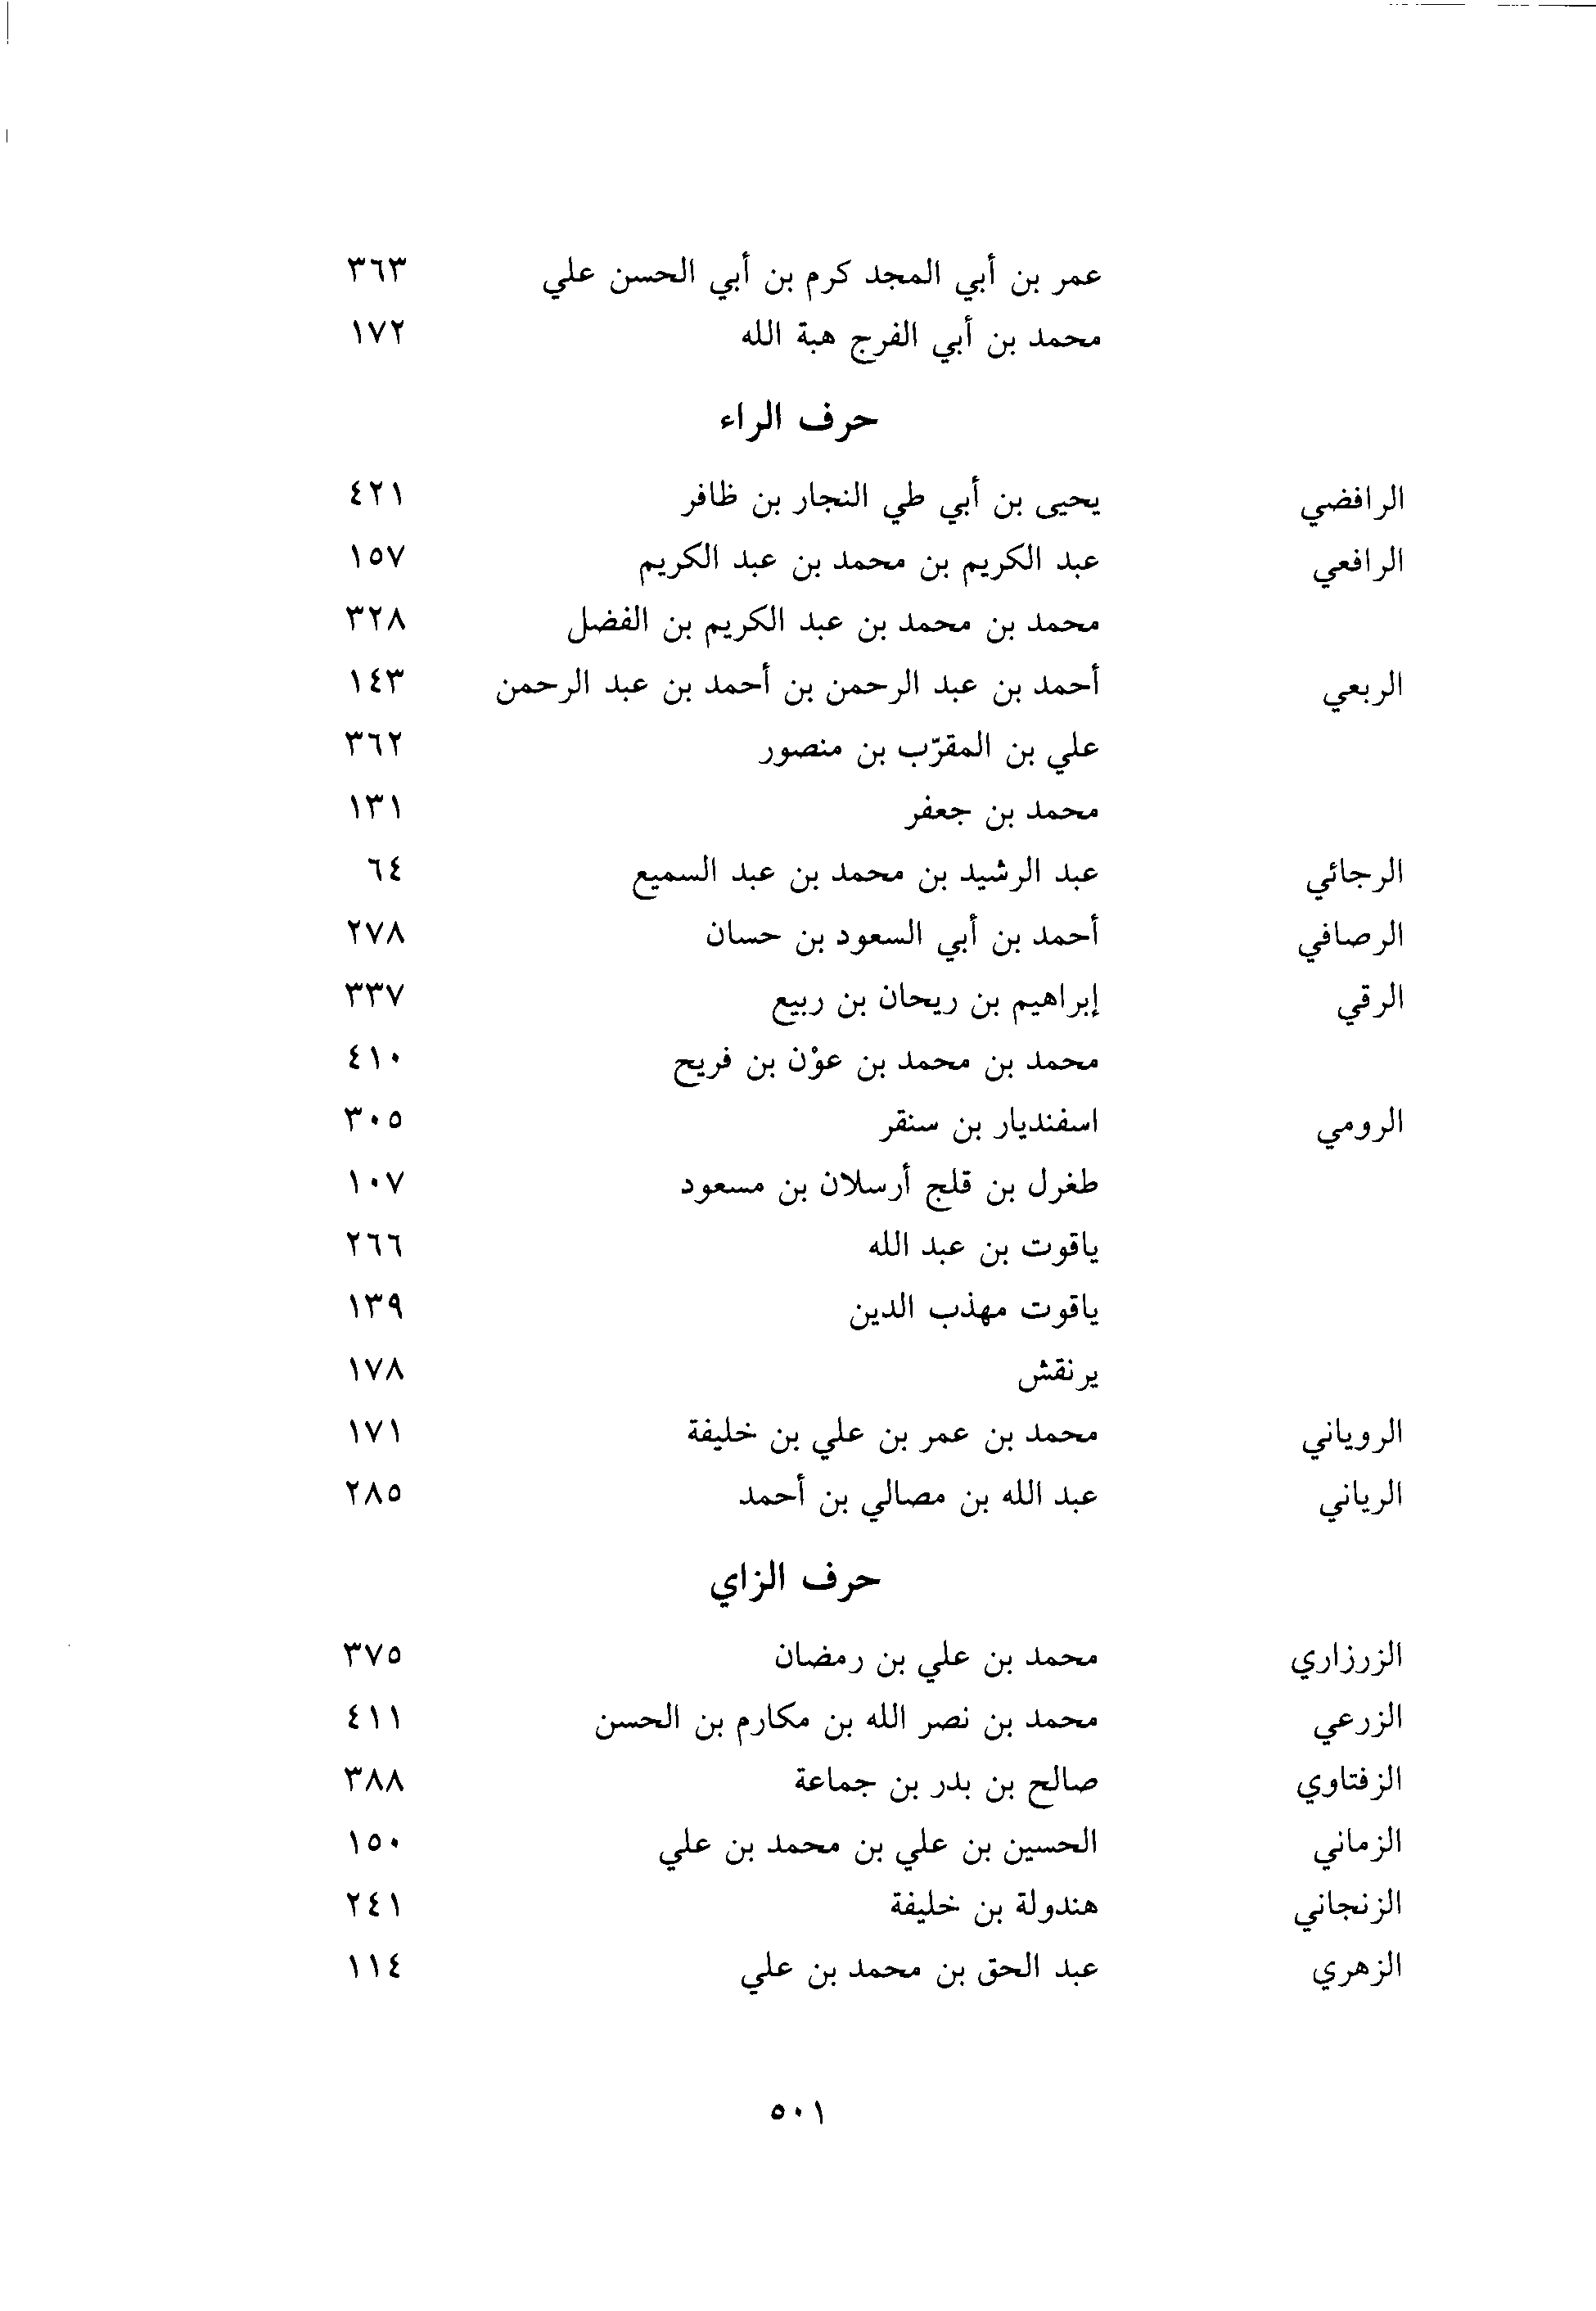 عمر بن أبي المجد كرم بن أبي الحسن علي ٣٦٣
محمد بن أبي الفرج هبة الله ١٧٢
حرف الراء
الرافضي يحيى بن أبي طي النجار بن ظافر ٤٢١
الرافعي عبد الكريم بن محمد بن عبد الكريم ١٥٧
محمد بن محمد بن عبد الكريم بن الفضل ٣٢٨
الربعي أحمد بن عبد الرحمن بن أحمد بن عبد الرحمن ١٤٣
علي بن المقرّب بن منصور ٣٦٢
محمد بن جعفر ١٣١
الرجائي عبد الرشيد بن محمد بن عبد السميع ٦٤
الرصافي أحمد بن أبي السعود بن حسان ٢٧٨
الرقي إبراهيم بن ريحان بن ربيع ٣٣٧
محمد بن محمد بن عوْن بن فريح ٤١٠
الرومي اسفنديار بن سنقر ٣٠٥
طغرل بن قلج أرسلان بن مسعود ١٠٧
ياقوت بن عبد الله ٢٦٦
ياقوت مهذب الدين ١٣٩
يرنقش ١٧٨
الروياني محمد بن عمر بن علي بن خليفة ١٧١
الرياني عبد الله بن مصالي بن أحمد ٢٨٥
حرف الزاي
الزرزاري محمد بن علي بن رمضان ٣٧٥
الزرعي محمد بن نصر الله بن مكارم بن الحسن ٤١١
الزفتاوي صالح بن بدر بن جماعة ٣٨٨
الزماني الحسين بن علي بن محمد بن علي ١٥٠
الزنجاني هندولة بن خليفة ٢٤١
الزهري عبد الحق بن محمد بن علي ١١٤
٥٠١